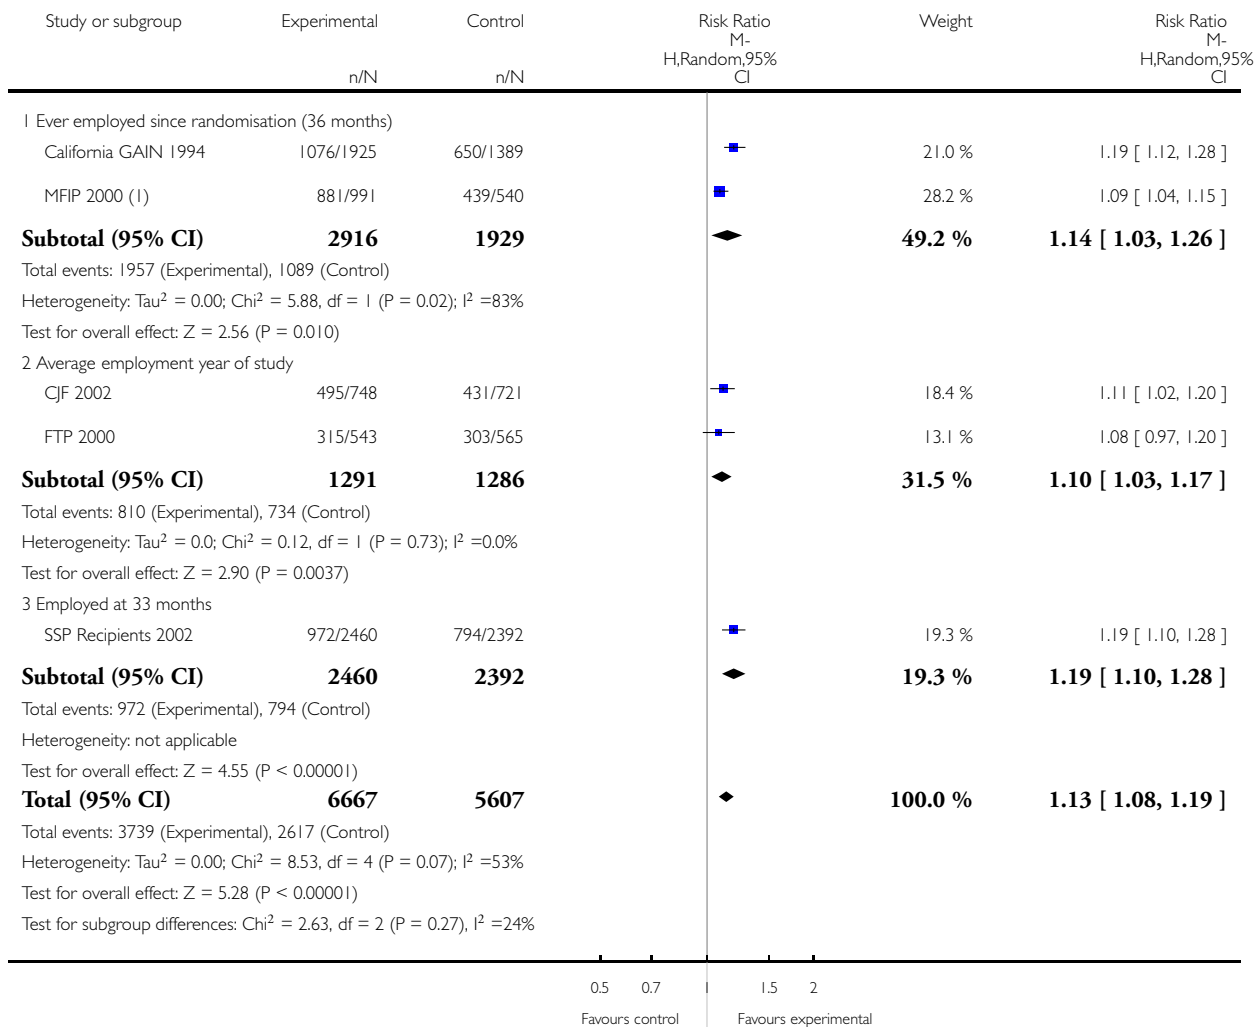 Study or subgroup Experimental Control Risk Ratio Weight Risk Ratio
M- M-
H,Random,95% H,Random,95%
n/N n/N CI CI
1 Ever employed since randomisation (36 months)
California GAIN 1994 1076/1925 650/1389 21.0 % 1.19 [ 1.12, 1.28 ]
MFIP 2000 (1) 881/991 439/540 28.2 % 1.09 [ 1.04, 1.15 ]
Subtotal (95% CI) 2916 1929 49.2 % 1.14 [ 1.03, 1.26 ]
Total events: 1957 (Experimental), 1089 (Control)
Heterogeneity: Tau² = 0.00; Chi² = 5.88, df = 1 (P = 0.02); I² =83%
Test for overall effect: Z = 2.56 (P = 0.010)
2 Average employment year of study
CJF 2002 495/748 431/721 18.4 % 1.11 [ 1.02, 1.20 ]
FTP 2000 315/543 303/565 13.1 % 1.08 [ 0.97, 1.20 ]
Subtotal (95% CI) 1291 1286 31.5 % 1.10 [ 1.03, 1.17 ]
Total events: 810 (Experimental), 734 (Control)
Heterogeneity: Tau² = 0.0; Chi² = 0.12, df = 1 (P = 0.73); I² =0.0%
Test for overall effect: Z = 2.90 (P = 0.0037)
3 Employed at 33 months
SSP Recipients 2002 972/2460 794/2392 19.3 % 1.19 [ 1.10, 1.28 ]
Subtotal (95% CI) 2460 2392 19.3 % 1.19 [ 1.10, 1.28 ]
Total events: 972 (Experimental), 794 (Control)
Heterogeneity: not applicable
Test for overall effect: Z = 4.55 (P < 0.00001)
Total (95% CI) 6667 5607 100.0 % 1.13 [ 1.08, 1.19 ]
Total events: 3739 (Experimental), 2617 (Control)
Heterogeneity: Tau² = 0.00; Chi² = 8.53, df = 4 (P = 0.07); I² =53%
Test for overall effect: Z = 5.28 (P < 0.00001)
Test for subgroup differences: Chi² = 2.63, df = 2 (P = 0.27), I² =24%
0.5 0.7 1 1.5 2
Favours control Favours experimental